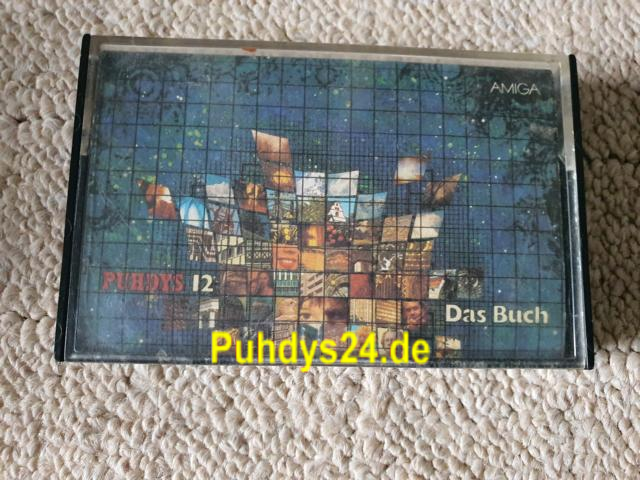 AMIGA
PUHDYS 12
Das Buch
Puhdys24.de